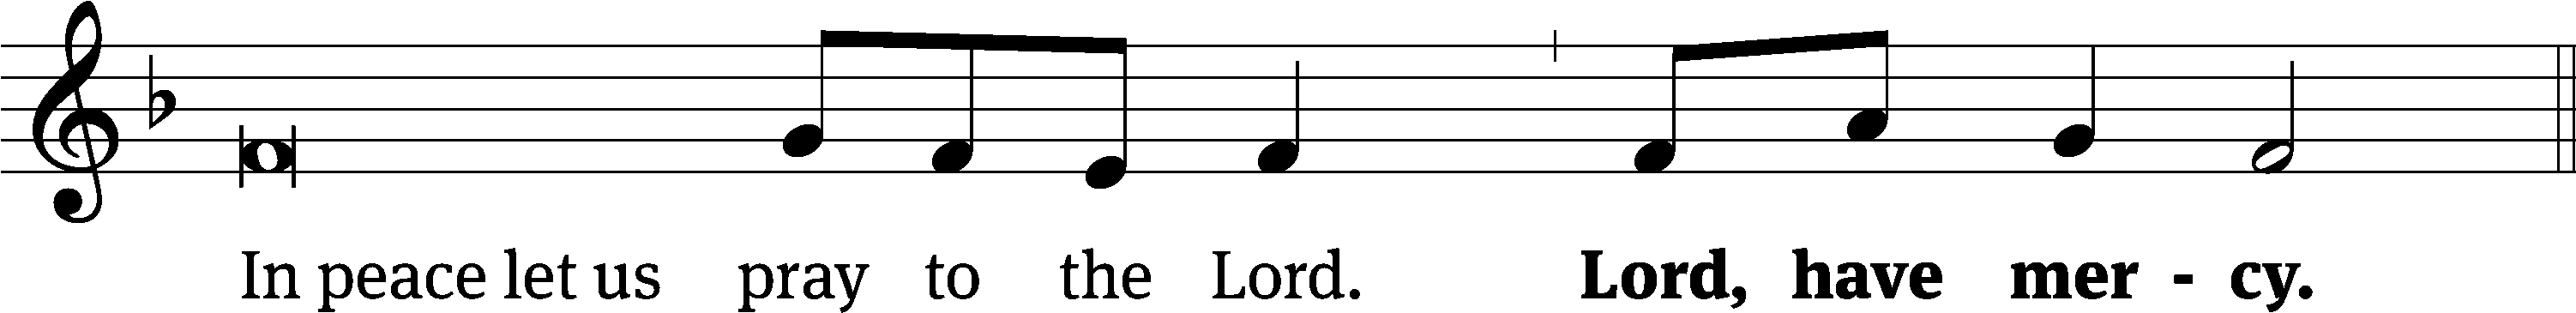 In peace let us pray to the Lord. Lord, have mer - cy.